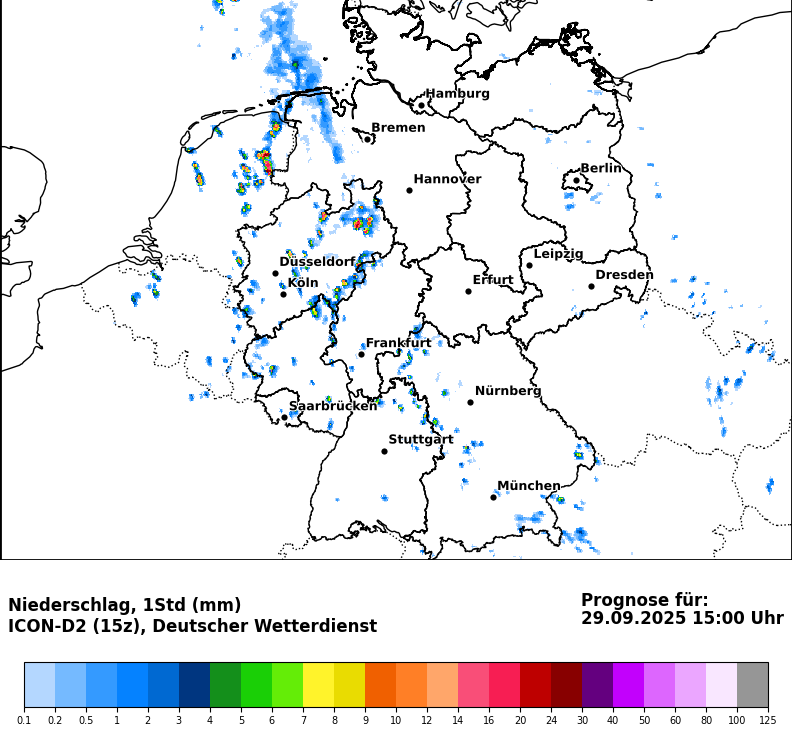 Hamburg
Bremen
Berlin
Hannover
Leipzig
Düsseldorf
Dresden
Köln
Erfurt
Frankfurt
Nürnberg
Saarbrücken
Stuttgart
München
Niederschlag, 1Std (mm)
ICON-D2 (15z), Deutscher Wetterdienst
Prognose für:
29.09.2025 15:00 Uhr
0.1 0.2 0.5 1 2 3 4 5 6 7 8 9 10 12 14 16 20 24 30 40 50 60 80 100 125